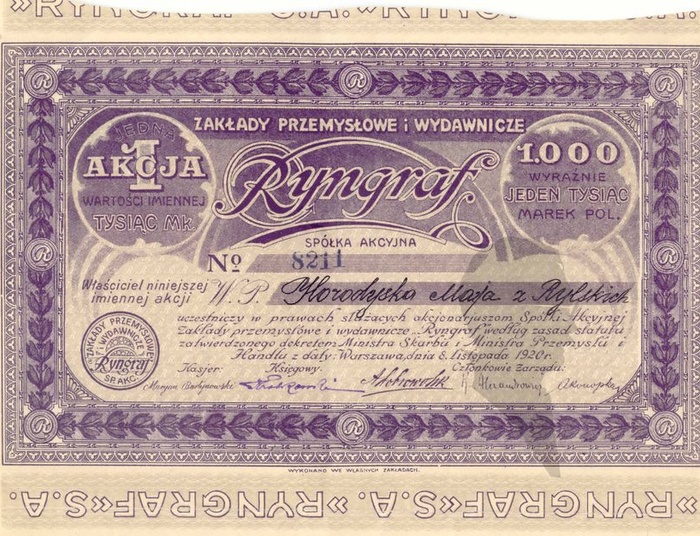 »RYNGRAF« S.A.»RYNGRAF« S.A.
ZAKŁADY PRZEMYSŁOWE i WYDAWNICZE
Ryngraf
SPÓŁKA AKCYJNA
JEDNA
1
AKCJA
WARTOŚCI IMIENNEJ
TYSIĄC Mk.
1.000
WYRAŹNIE
JEDEN TYSIĄC
MAREK POL.
No 8211
Właściciel niniejszej
imiennej akcji W.P. Horodyska Maja z Rylskich
uczestniczy w prawach służących akcjonarjuszom Spółki Akcyjnej
Zakłady przemysłowe i wydawnicze „Ryngraf" według zasad statutu
zatwierdzonego dekretem Ministra Skarbu i Ministra Przemysłu i
Handlu z daty: Warszawa, dnia 8. listopada 1920r.
Kasjer: Księgowy: Członkowie Zarządu:
ZAKŁADY PRZEMYSŁOWE
i WYDAWNICZE
Ryngraf
SP. AKC.
WYKONANO WE WŁASNYCH ZAKŁADACH.
»RYNGRAF« S.A. »RYNGRAF« S.A.